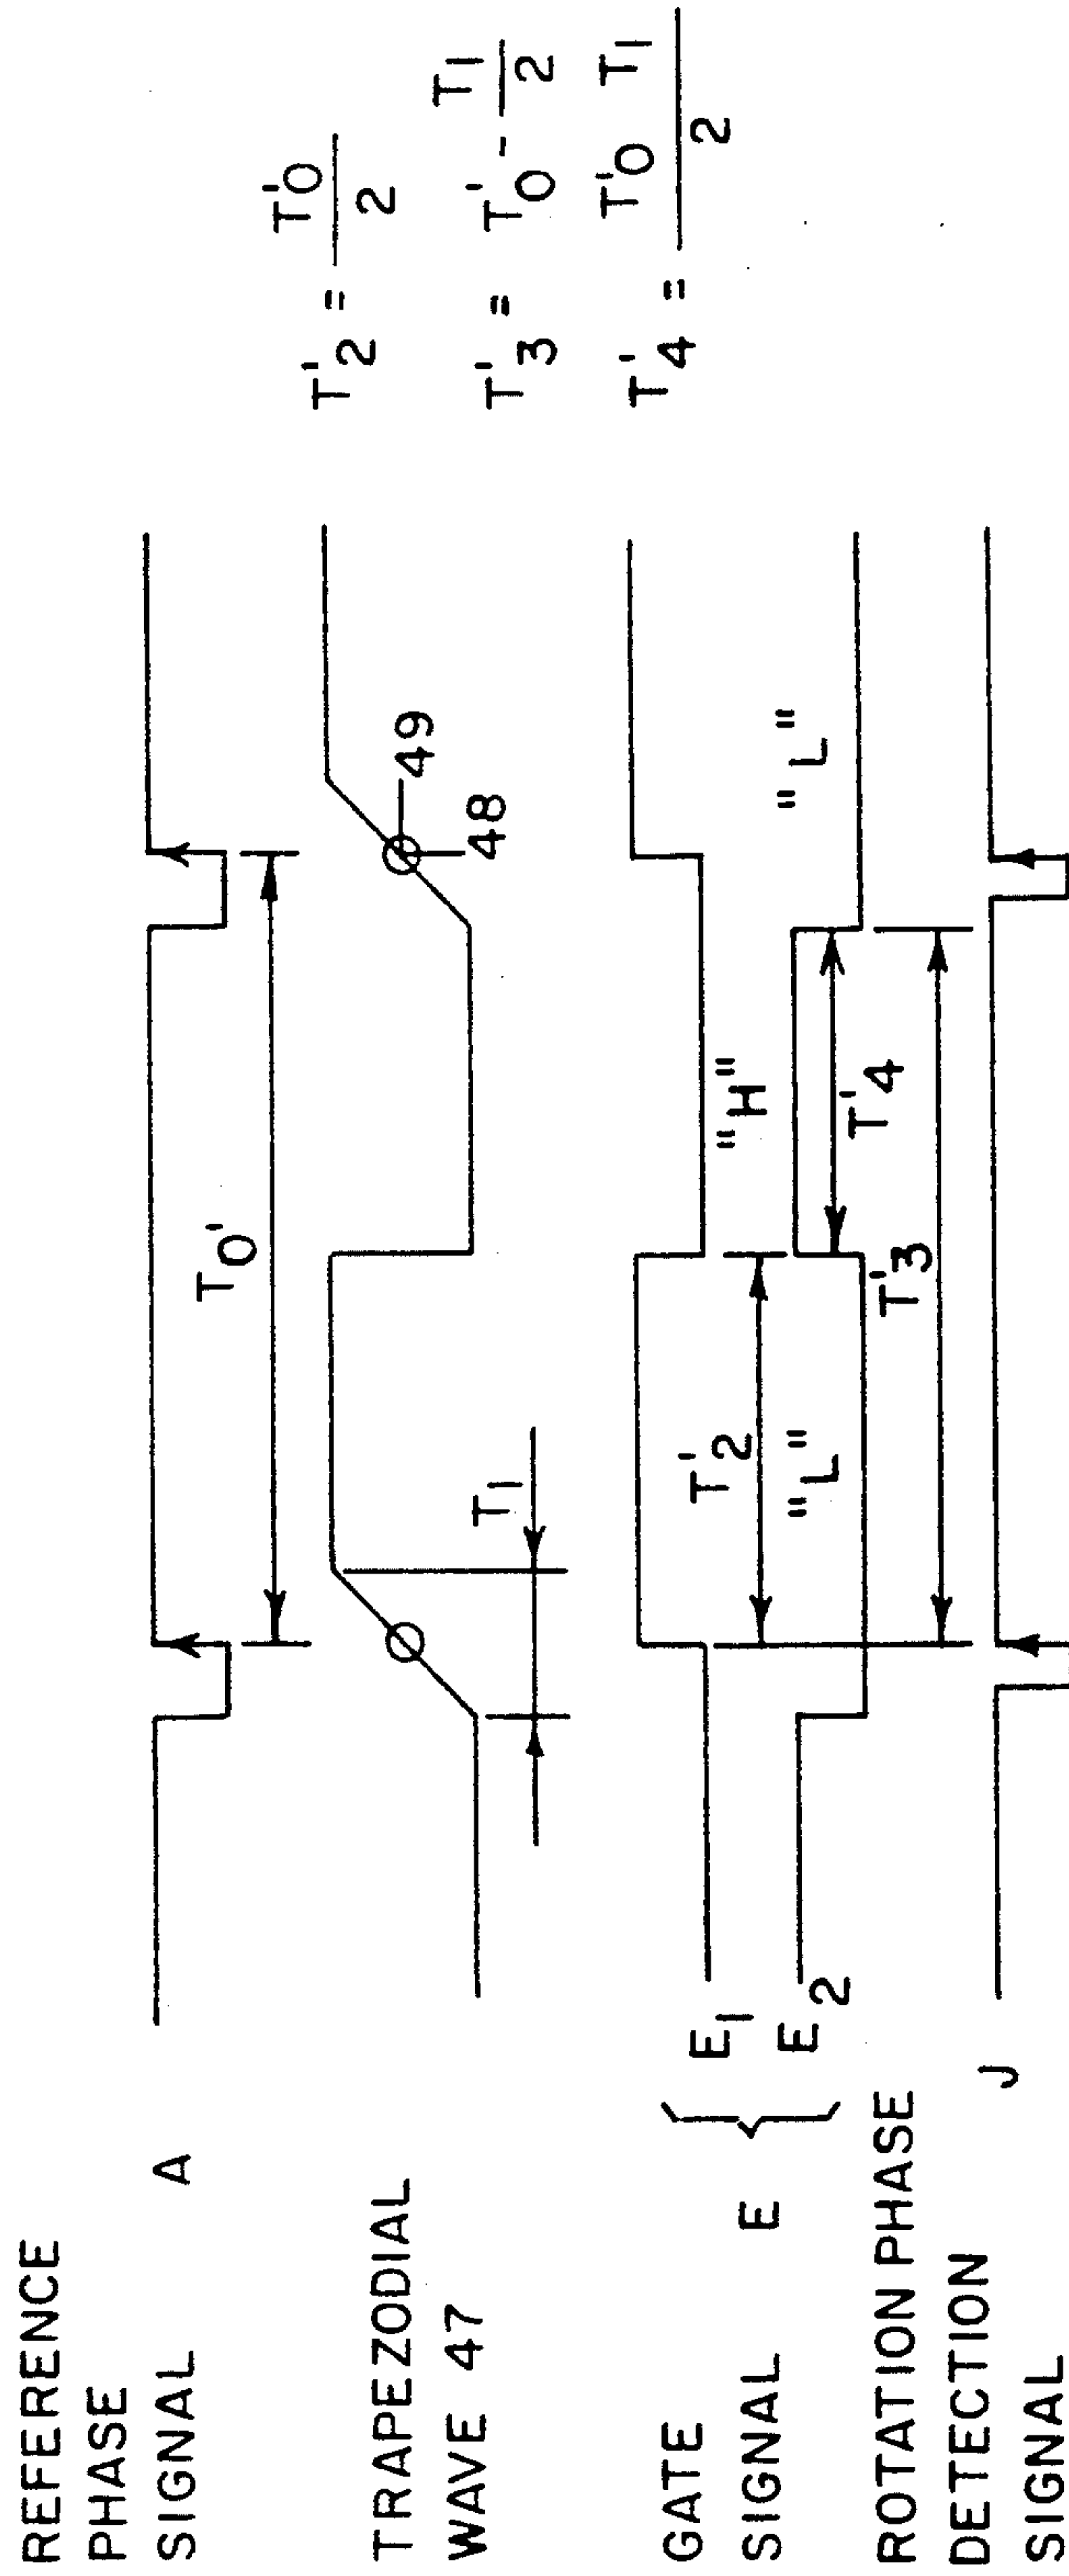 REFERENCE
PHASE
SIGNAL A
T0'
TRAPEZODIAL
WAVE 47
T1
49
48
GATE
SIGNAL E
E1
E2
T'2
"L"
"H"
T'4
"L"
T'3
ROTATION PHASE
DETECTION
SIGNAL J
T'2 = T'0 / 2
T'3 = T'0 - T1 / 2
T'4 = T'0 T1 / 2